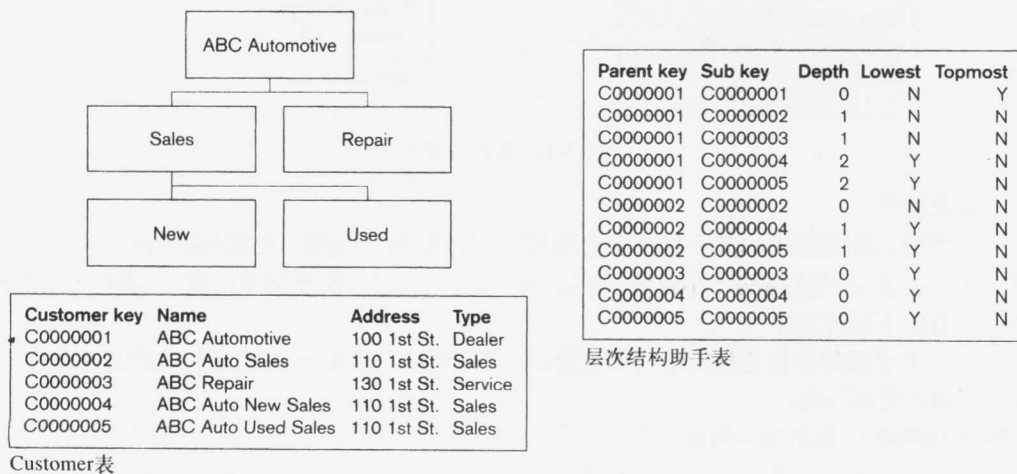 ABC Automotive
Sales Repair
New Used
Customer key Name Address Type
C0000001 ABC Automotive 100 1st St. Dealer
C0000002 ABC Auto Sales 110 1st St. Sales
C0000003 ABC Repair 130 1st St. Service
C0000004 ABC Auto New Sales 110 1st St. Sales
C0000005 ABC Auto Used Sales 110 1st St. Sales
Customer表
Parent key Sub key Depth Lowest Topmost
C0000001 C0000001 0 N Y
C0000001 C0000002 1 N N
C0000001 C0000003 1 N N
C0000001 C0000004 2 Y N
C0000001 C0000005 2 Y N
C0000002 C0000002 0 N N
C0000002 C0000004 1 Y N
C0000002 C0000005 1 Y N
C0000003 C0000003 0 Y N
C0000004 C0000004 0 Y N
C0000005 C0000005 0 Y N
层次结构助手表